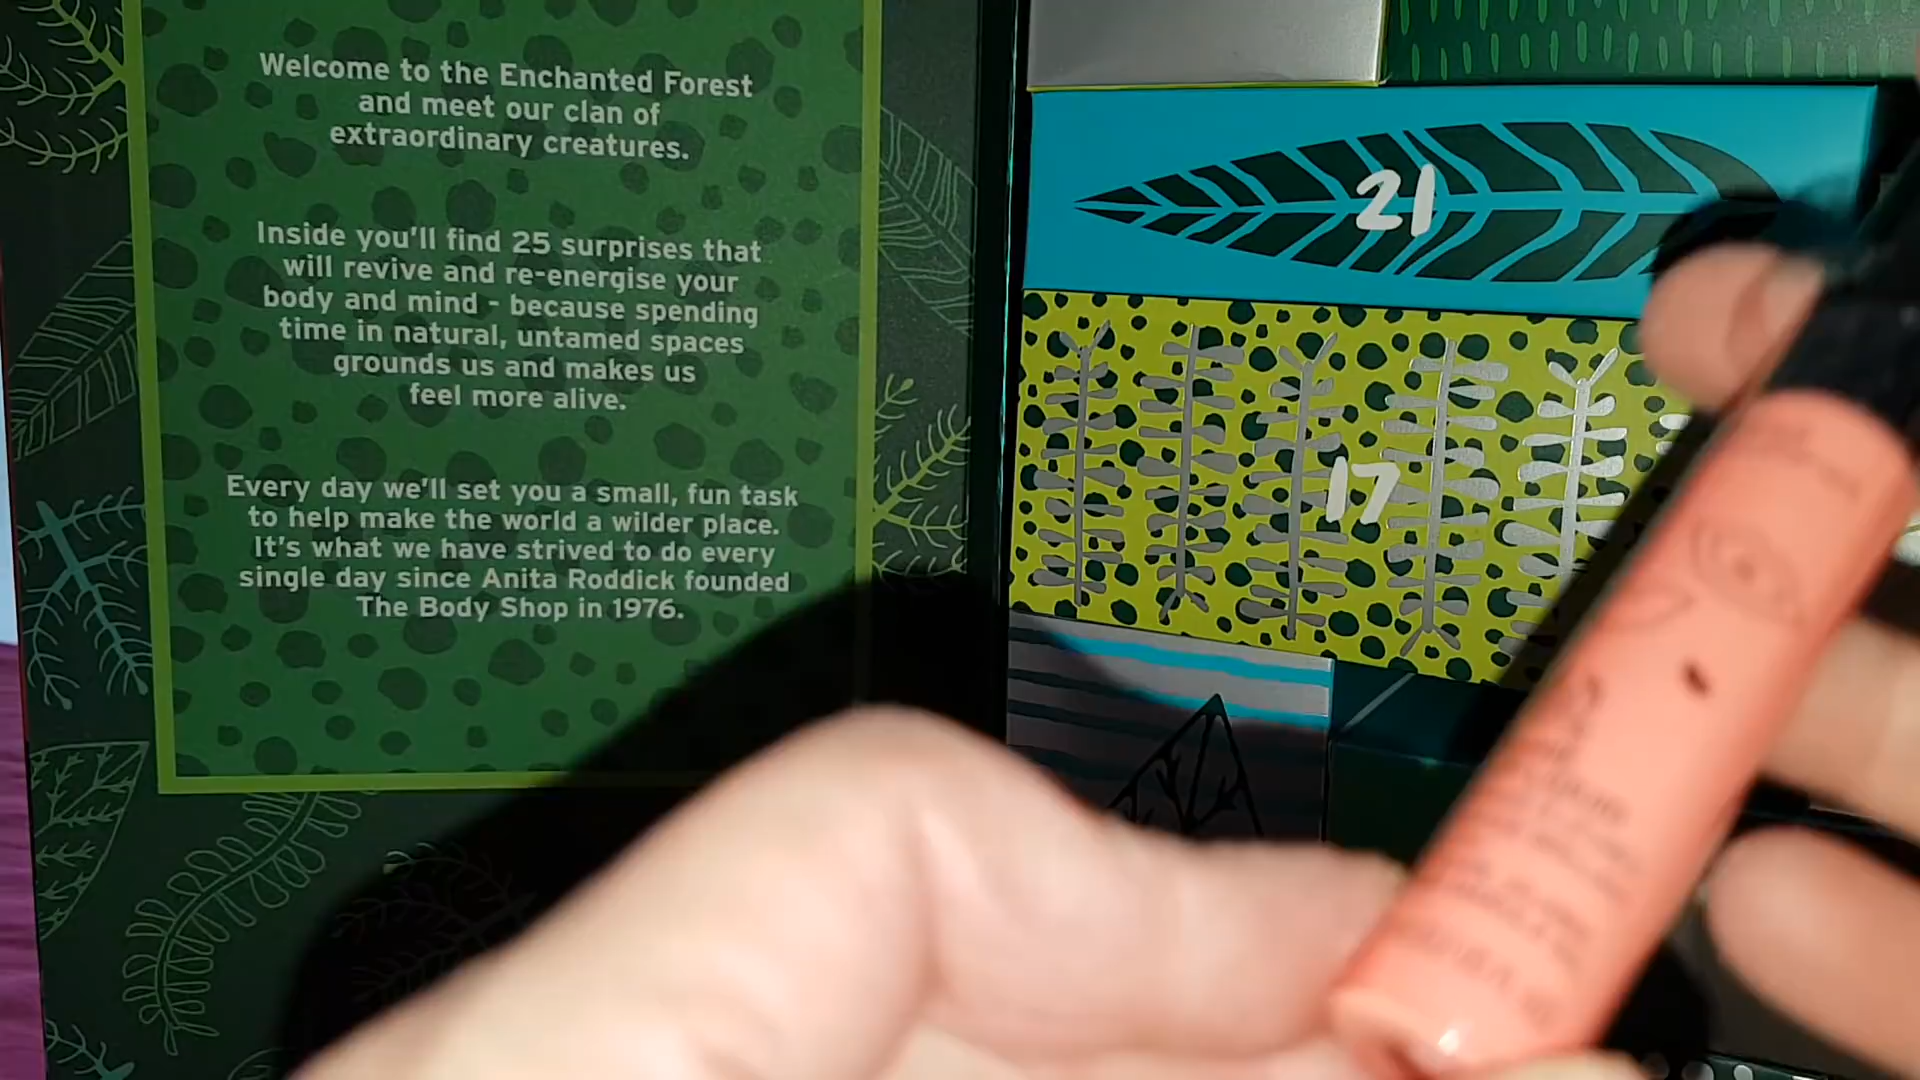 Welcome to the Enchanted Forest
and meet our clan of
extraordinary creatures.
Inside you'll find 25 surprises that
will revive and re-energise your
body and mind - because spending
time in natural, untamed spaces
grounds us and makes us
feel more alive.
Every day we'll set you a small, fun task
to help make the world a wilder place.
It's what we have strived to do every
single day since Anita Roddick founded
The Body Shop in 1976.
21
17